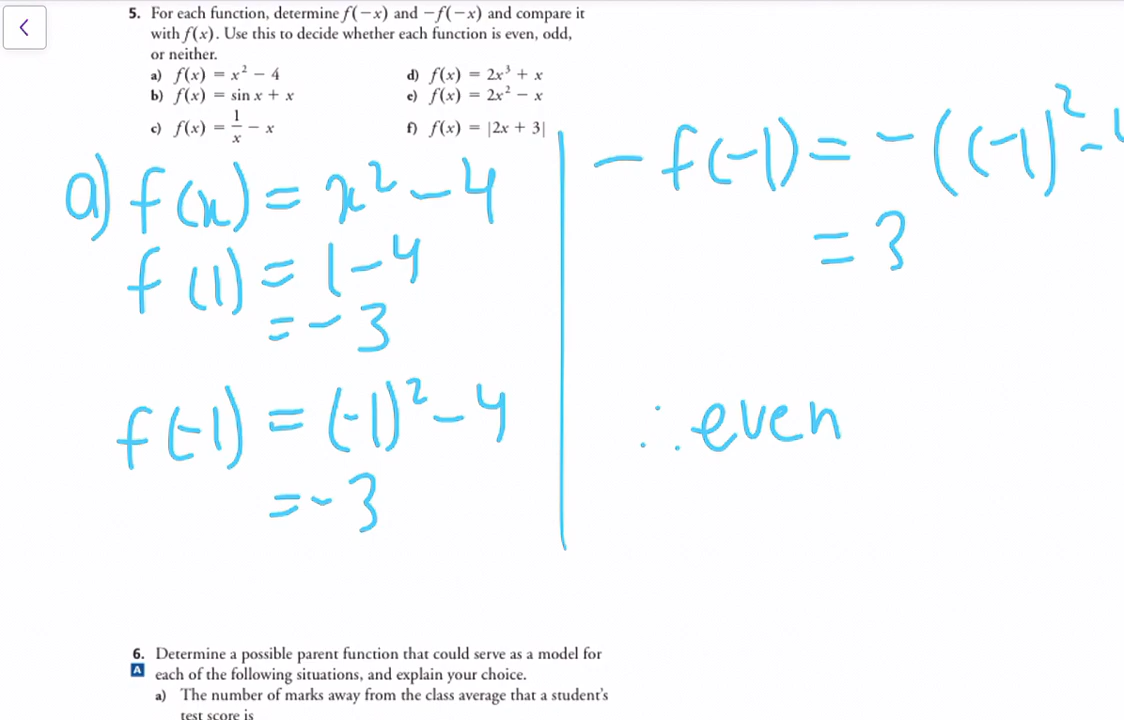 5. For each function, determine f(−x) and −f(−x) and compare it
with f(x). Use this to decide whether each function is even, odd,
or neither.
a) f(x) = x² − 4
b) f(x) = sin x + x
c) f(x) = 1/x − x
d) f(x) = 2x³ + x
e) f(x) = 2x² − x
f) f(x) = |2x + 3|
a) f(x) = x² − 4
f(1) = 1 − 4
= − 3
f(-1) = (-1)² − 4
= - 3
− f(-1) = − ((-1)² -
= 3
∴ even
6. Determine a possible parent function that could serve as a model for
A each of the following situations, and explain your choice.
a) The number of marks away from the class average that a student's
test score is